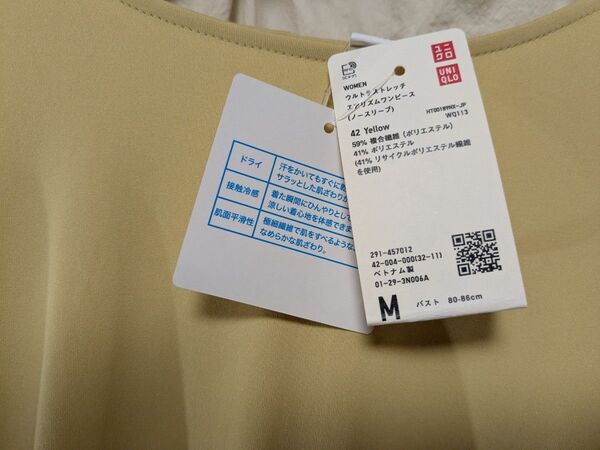 ドライ
汗をかいてもすぐに乾
サラッとした肌ざわりが
接触冷感
着た瞬間にひんやりとして
涼しい着心地を体感できま
肌面平滑性
極細繊維で肌をすべるような
なめらかな肌ざわり。
ユニ
クロ
UNI
QLO
WOMEN
ウルトラストレッチ
エアリズムワンピース
(ノースリーブ)
HT001BYNX-JP
WQ113
42 Yellow
59% 複合繊維 (ポリエステル)
41% ポリエステル
(41% リサイクルポリエステル繊維
を使用)
291-457012
42-004-000(32-11)
ベトナム製
01-29-3N006A
M
バスト 80-86cm